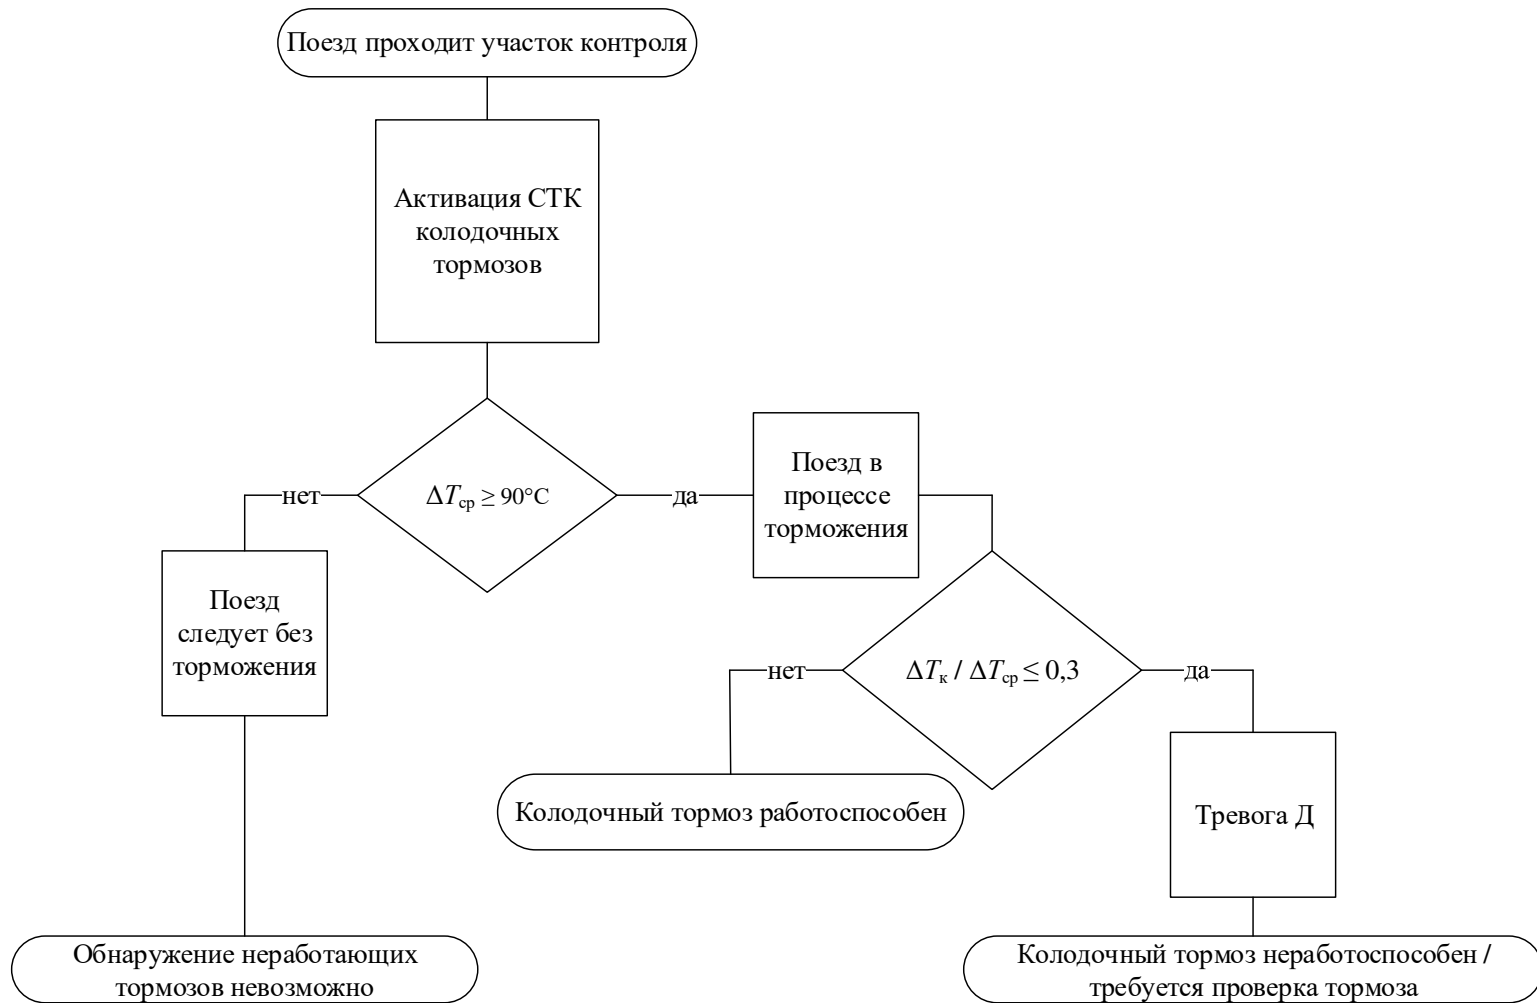 Поезд проходит участок контроля
Активация СТК
колодочных
тормозов
ΔTср ≥ 90°C
нет
да
Поезд в
процессе
торможения
Поезд
следует без
торможения
ΔTк / ΔTср ≤ 0,3
нет
да
Колодочный тормоз работоспособен
Тревога Д
Обнаружение неработающих
тормозов невозможно
Колодочный тормоз неработоспособен /
требуется проверка тормоза